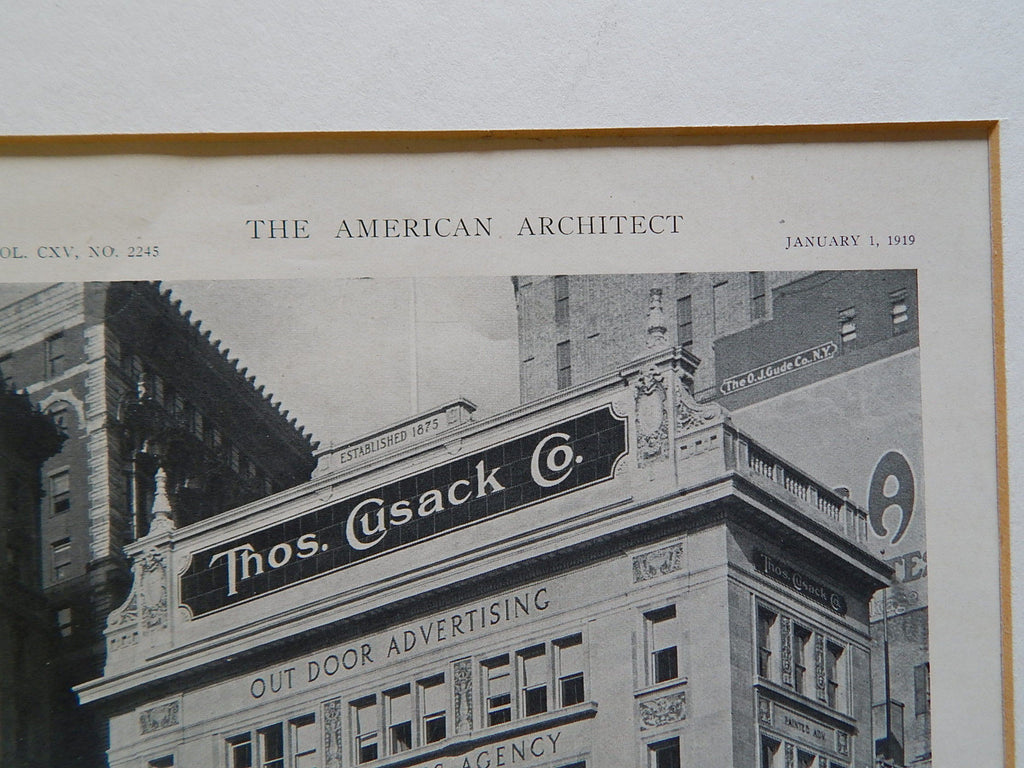 THE AMERICAN ARCHITECT
OL. CXV, NO. 2245
JANUARY 1, 1919
The O.J. Gude Co., N.Y.
ESTABLISHED 1875
Thos. Cusack Co.
Thos. Cusack Co.
OUT DOOR ADVERTISING
PAINTED ADV.
AGENCY